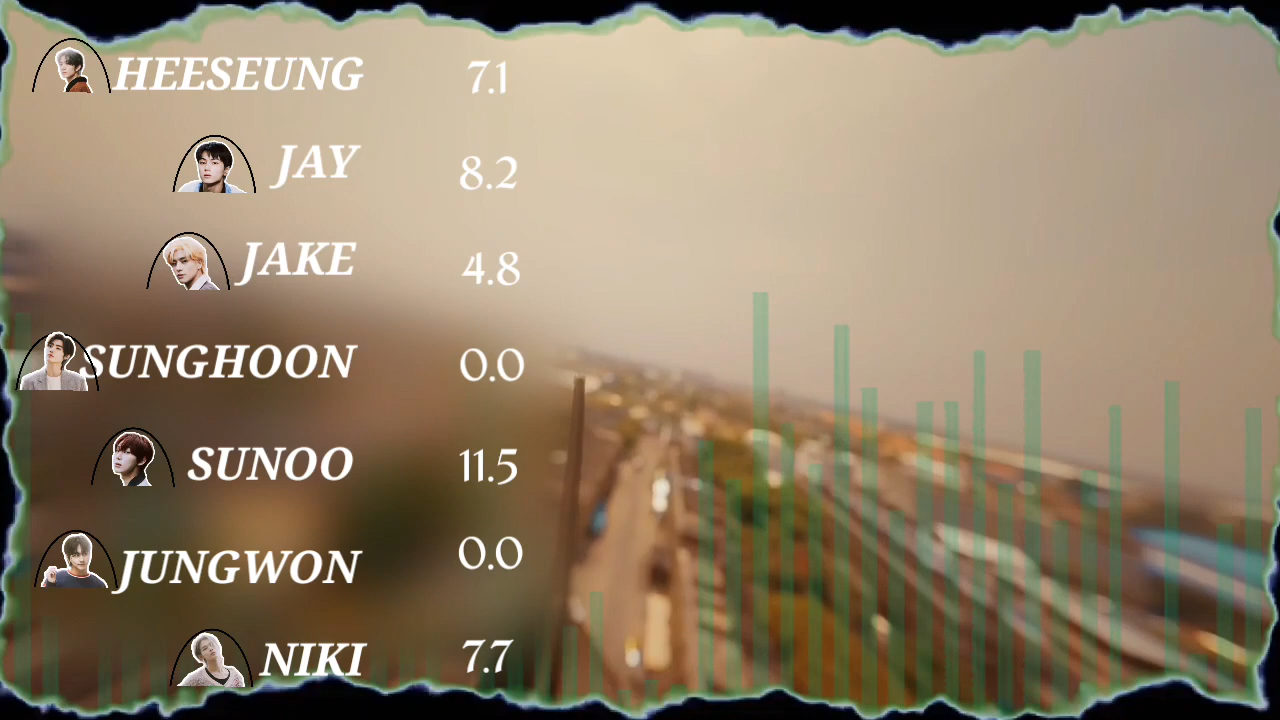 HEESEUNG 7.1
JAY 8.2
JAKE 4.8
SUNGHOON 0.0
SUNOO 11.5
JUNGWON 0.0
NIKI 7.7